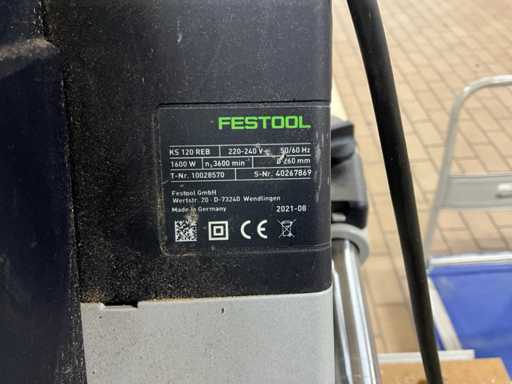 FESTOOL
KS 120 REB 220-240 V~ 50/60 Hz
1600 W n₀ 3600 min⁻¹ Ø 260 mm
T-Nr. 10028570 S-Nr. 40267869
Festool GmbH
Wertstr. 20 · D-73240 Wendlingen
Made in Germany 2021-08
CE